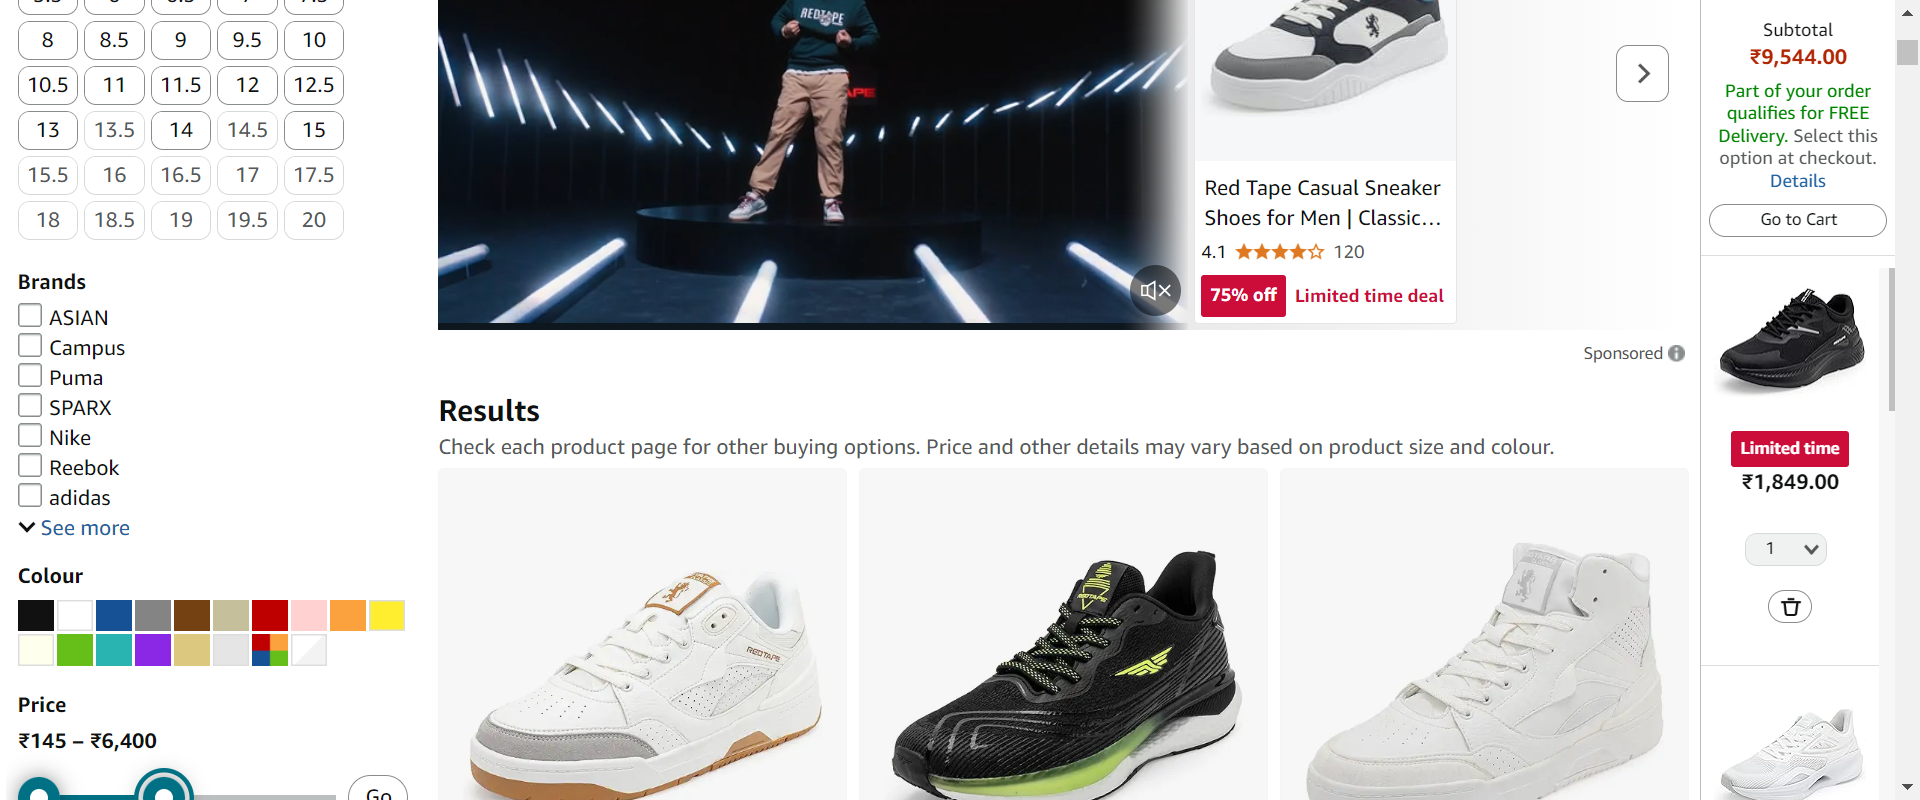 8
8.5
9
9.5
10
10.5
11
11.5
12
12.5
13
13.5
14
14.5
15
15.5
16
16.5
17
17.5
18
18.5
19
19.5
20
Brands
ASIAN
Campus
Puma
SPARX
Nike
Reebok
adidas
See more
Colour
Price
₹145 – ₹6,400
Go
REDTAPE
Red Tape Casual Sneaker
Shoes for Men | Classic...
4.1
120
75% off
Limited time deal
Sponsored
Results
Check each product page for other buying options. Price and other details may vary based on product size and colour.
REDTAPE
REDTAPE
Subtotal
₹9,544.00
Part of your order
qualifies for FREE
Delivery. Select this
option at checkout.
Details
Go to Cart
Limited time
₹1,849.00
1